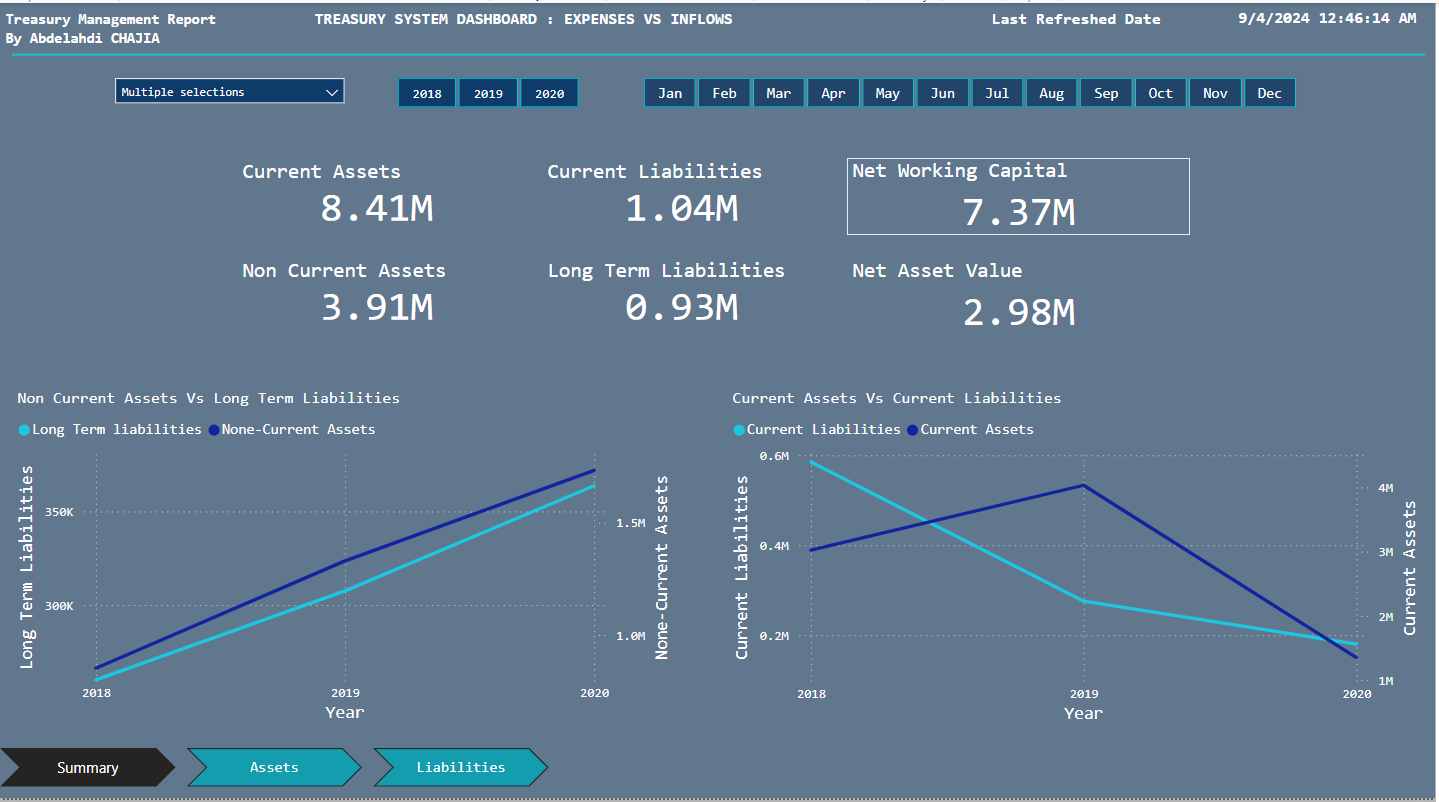 Treasury Management Report
By Abdelahdi CHAJIA
TREASURY SYSTEM DASHBOARD : EXPENSES VS INFLOWS
Last Refreshed Date
9/4/2024 12:46:14 AM
Multiple selections
2018 2019 2020
Jan Feb Mar Apr May Jun Jul Aug Sep Oct Nov Dec
Current Assets
8.41M
Current Liabilities
1.04M
Net Working Capital
7.37M
Non Current Assets
3.91M
Long Term Liabilities
0.93M
Net Asset Value
2.98M
Non Current Assets Vs Long Term Liabilities
Long Term liabilities None-Current Assets
Long Term Liabilities
350K
300K
1.5M
1.0M
None-Current Assets
2018 2019 2020
Year
Current Assets Vs Current Liabilities
Current Liabilities Current Assets
Current Liabilities
0.6M
0.4M
0.2M
4M
3M
2M
1M
Current Assets
2018 2019 2020
Year
Summary
Assets
Liabilities